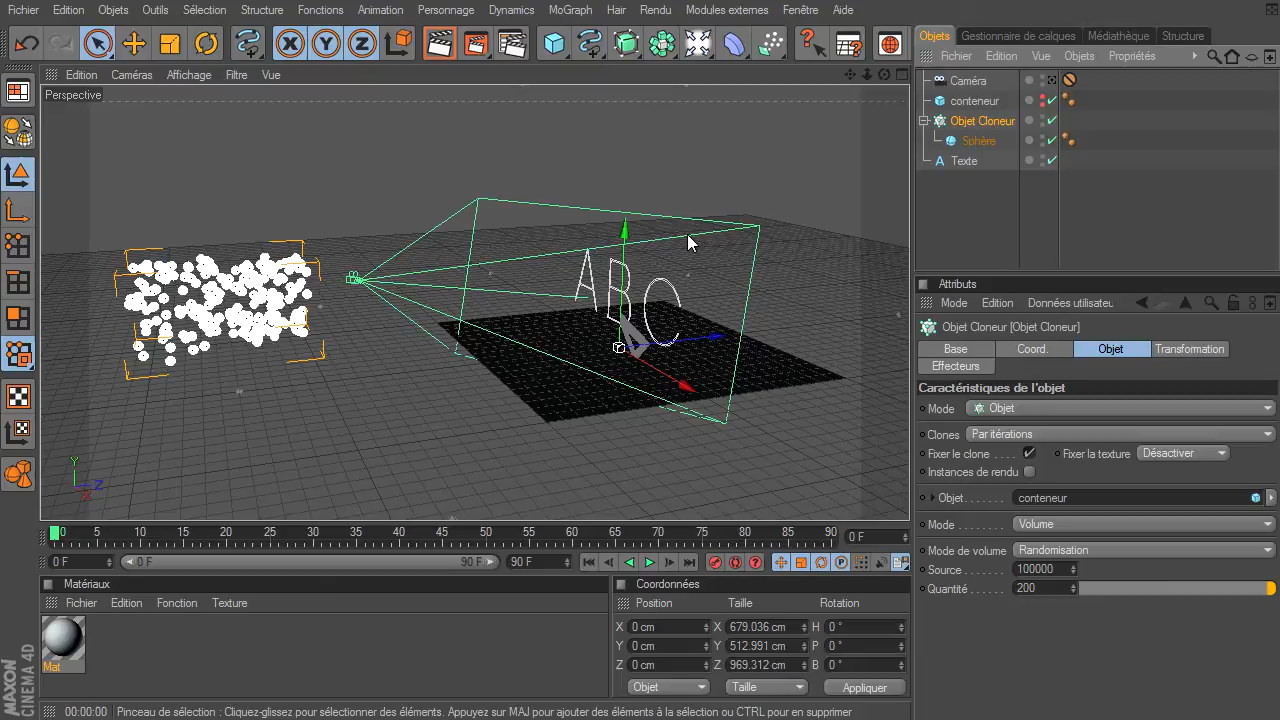 Fichier Edition Objets Outils Sélection Structure Fonctions Animation Personnage Dynamics MoGraph Hair Rendu Modules externes Fenêtre Aide
Edition Caméras Affichage Filtre Vue
Perspective
A B C
Y
Z
X
0 5 10 15 20 25 30 35 40 45 50 55 60 65 70 75 80 85 90 0 F
0 F 0 F 90 F 90 F
Matériaux
Fichier Edition Fonction Texture
Mat
MAXON
CINEMA 4D
Coordonnées
Position Taille Rotation
X 0 cm X 679.036 cm H 0 °
Y 0 cm Y 512.991 cm P 0 °
Z 0 cm Z 969.312 cm B 0 °
Objet Taille Appliquer
00:00:00 Pinceau de sélection : Cliquez-glissez pour sélectionner des éléments. Appuyez sur MAJ pour ajouter des éléments à la sélection ou CTRL pour en supprimer
Objets Gestionnaire de calques Médiathèque Structure
Fichier Edition Vue Objets Propriétés
Caméra
conteneur
Objet Cloneur
Sphère
A Texte
Attributs
Mode Edition Données utilisateu
Objet Cloneur [Objet Cloneur]
Base Coord. Objet Transformation
Effecteurs
Caractéristiques de l'objet
Mode Objet
Clones Par itérations
Fixer le clone . . . . Fixer la texture Désactiver
Instances de rendu
Objet. . . . . . . conteneur
Mode . . . . . . . Volume
Mode de volume Randomisation
Source . . . . . . 100000
Quantité . . . . . . 200